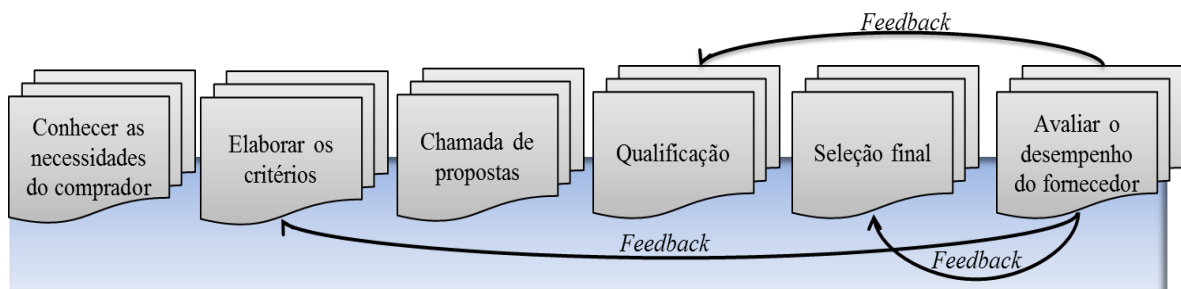 Feedback
Conhecer as
necessidades
do comprador
Elaborar os
critérios
Chamada de
propostas
Qualificação
Seleção final
Avaliar o
desempenho
do fornecedor
Feedback
Feedback